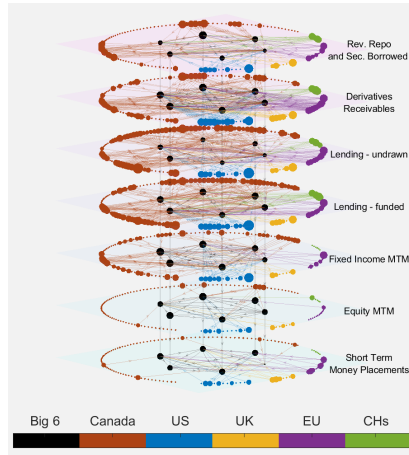 Rev. Repo
and Sec. Borrowed
Derivatives
Receivables
Lending - undrawn
Lending - funded
Fixed Income MTM
Equity MTM
Short Term
Money Placements
Big 6 Canada US UK EU CHs